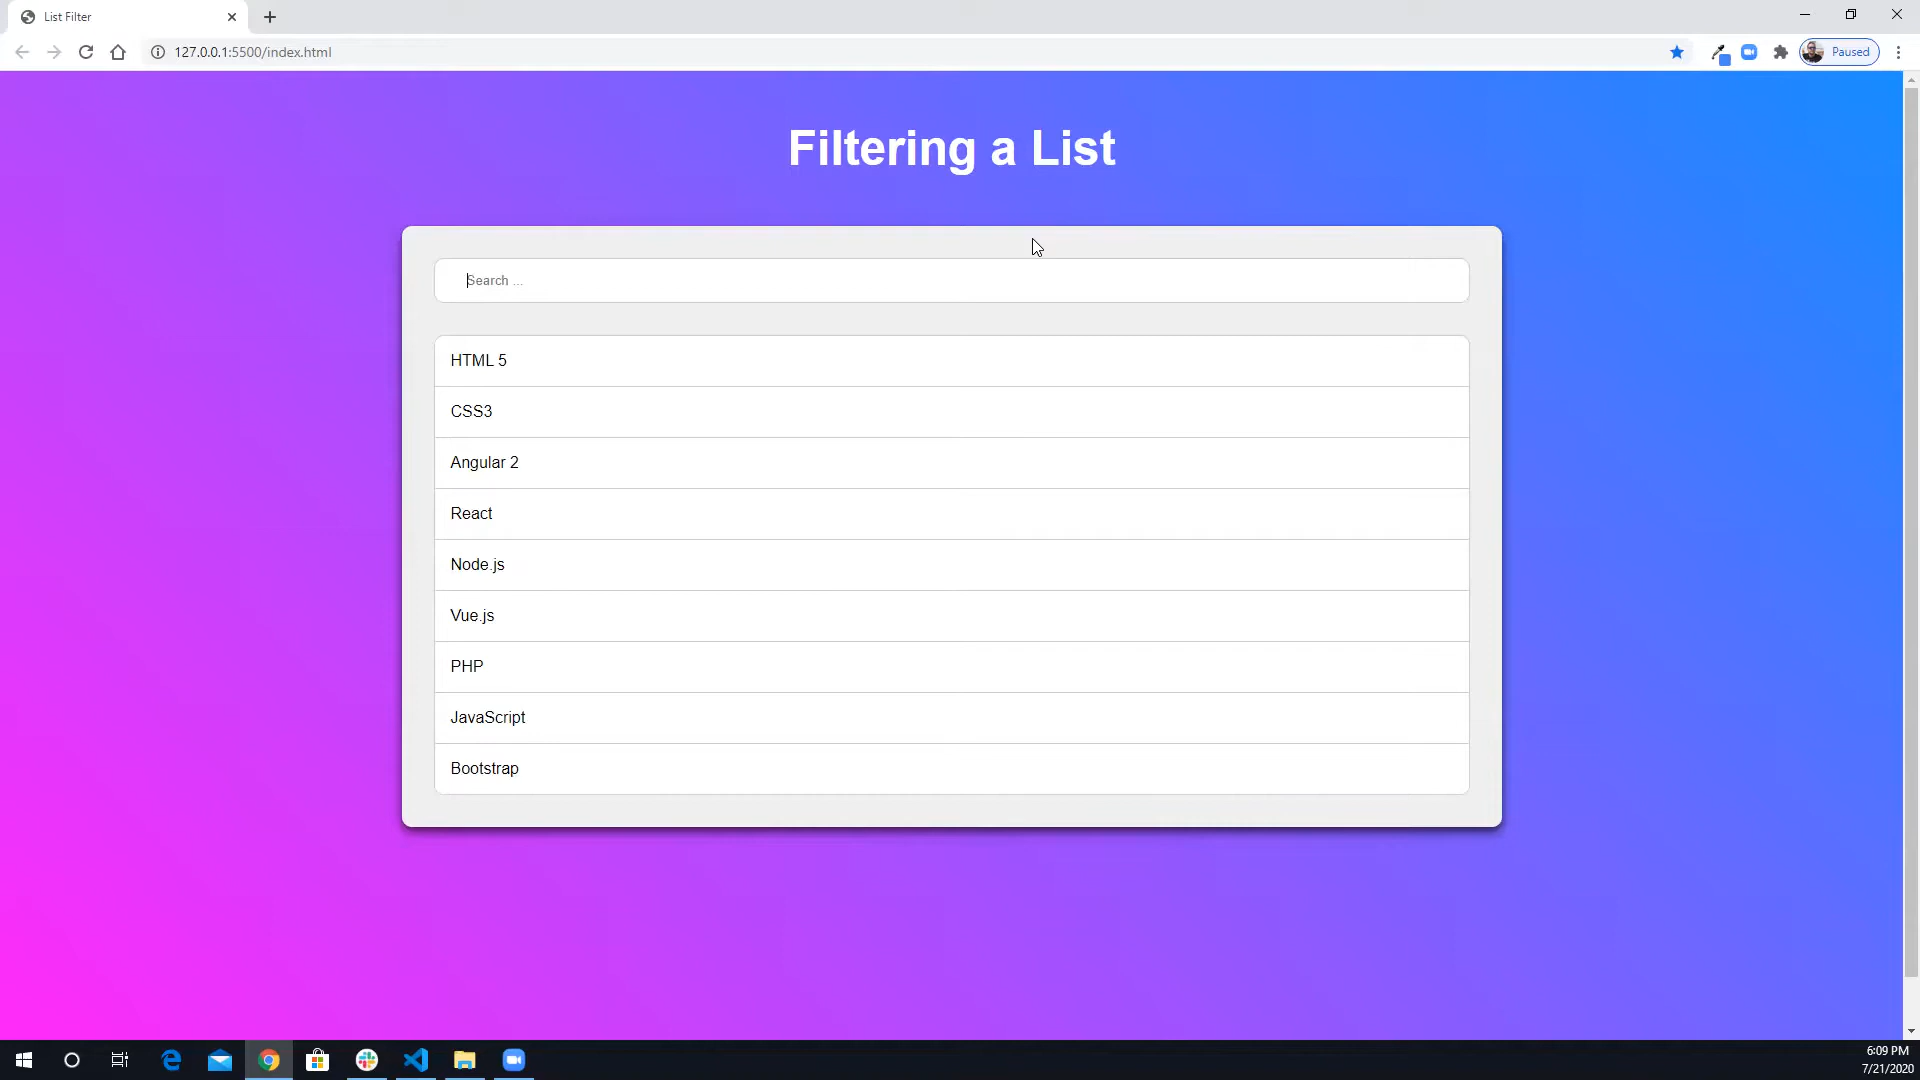 List Filter
127.0.0.1:5500/index.html
Paused
Filtering a List
Search ...
HTML 5
CSS3
Angular 2
React
Node.js
Vue.js
PHP
JavaScript
Bootstrap
6:09 PM
7/21/2020